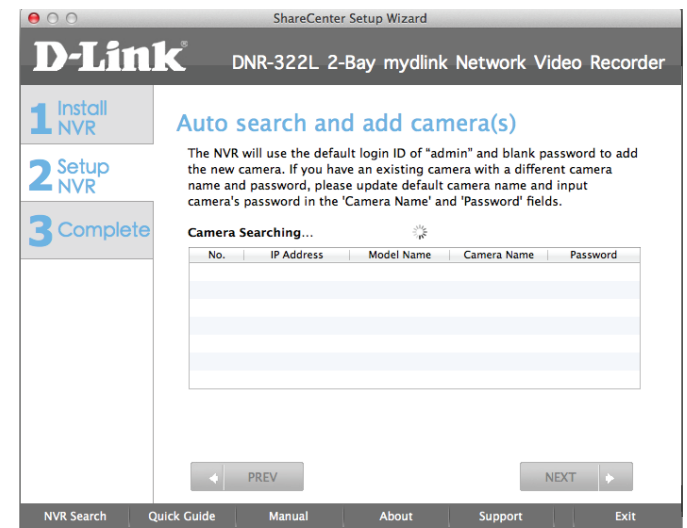 ShareCenter Setup Wizard
D-Link®
DNR-322L 2-Bay mydlink Network Video Recorder
1 Install
NVR
2 Setup
NVR
3 Complete
Auto search and add camera(s)
The NVR will use the default login ID of "admin" and blank password to add
the new camera. If you have an existing camera with a different camera
name and password, please update default camera name and input
camera's password in the 'Camera Name' and 'Password' fields.
Camera Searching...
No. IP Address Model Name Camera Name Password
PREV NEXT
NVR Search Quick Guide Manual About Support Exit